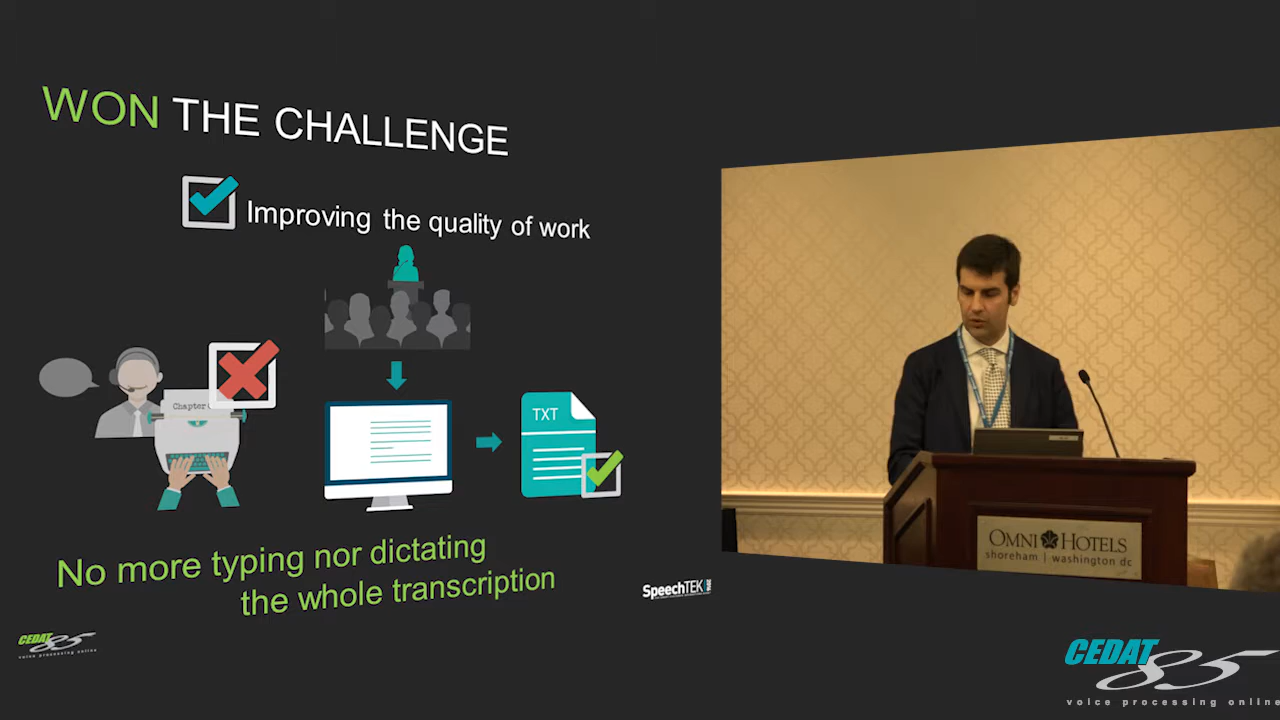 WON THE CHALLENGE
Improving the quality of work
Chapter
TXT
No more typing nor dictating
the whole transcription
SpeechTEK
CEDAT 85
voice processing online
OMNI HOTELS
shoreham | washington dc
CEDAT 85
voice processing online